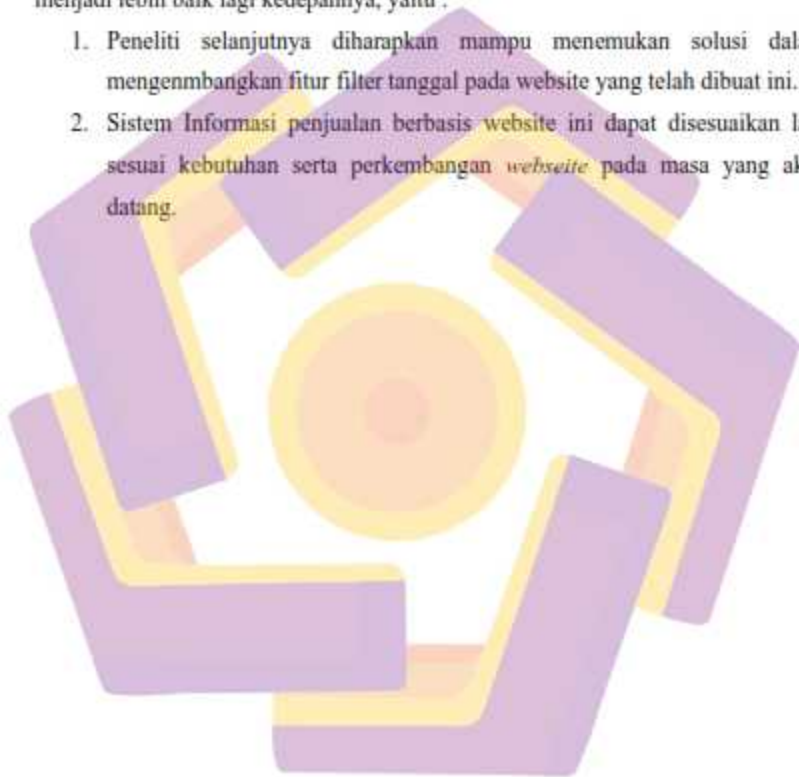 menjadi lebih baik lagi kedepannya, yaitu :
1. Peneliti selanjutnya diharapkan mampu menemukan solusi dal
mengenmbangkan fitur filter tanggal pada website yang telah dibuat ini.
2. Sistem Informasi penjualan berbasis website ini dapat disesuaikan l
sesuai kebutuhan serta perkembangan webseite pada masa yang ak
datang.